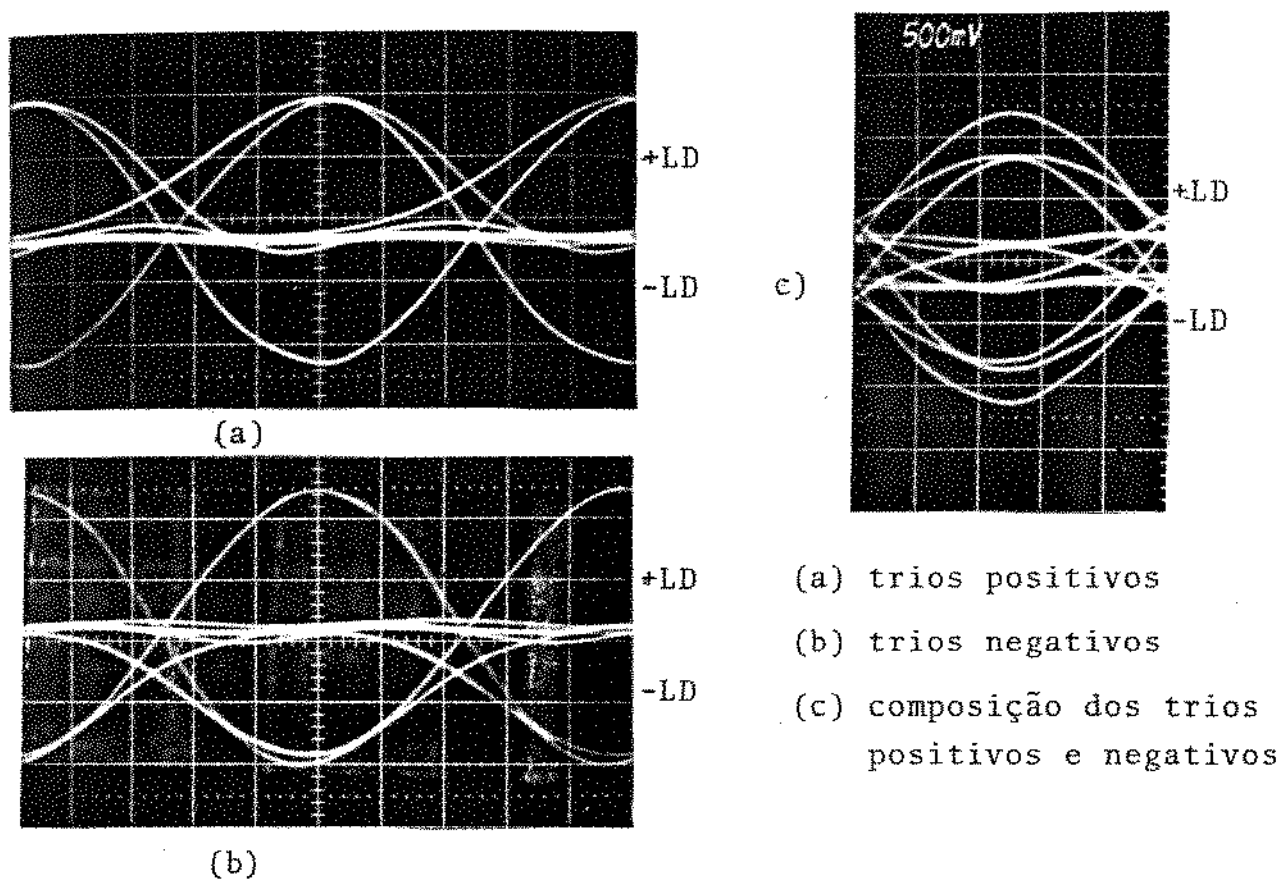 500mV
+LD
-LD
(a)
+LD
-LD
c)
+LD
-LD
(b)
(a) trios positivos
(b) trios negativos
(c) composição dos trios
positivos e negativos